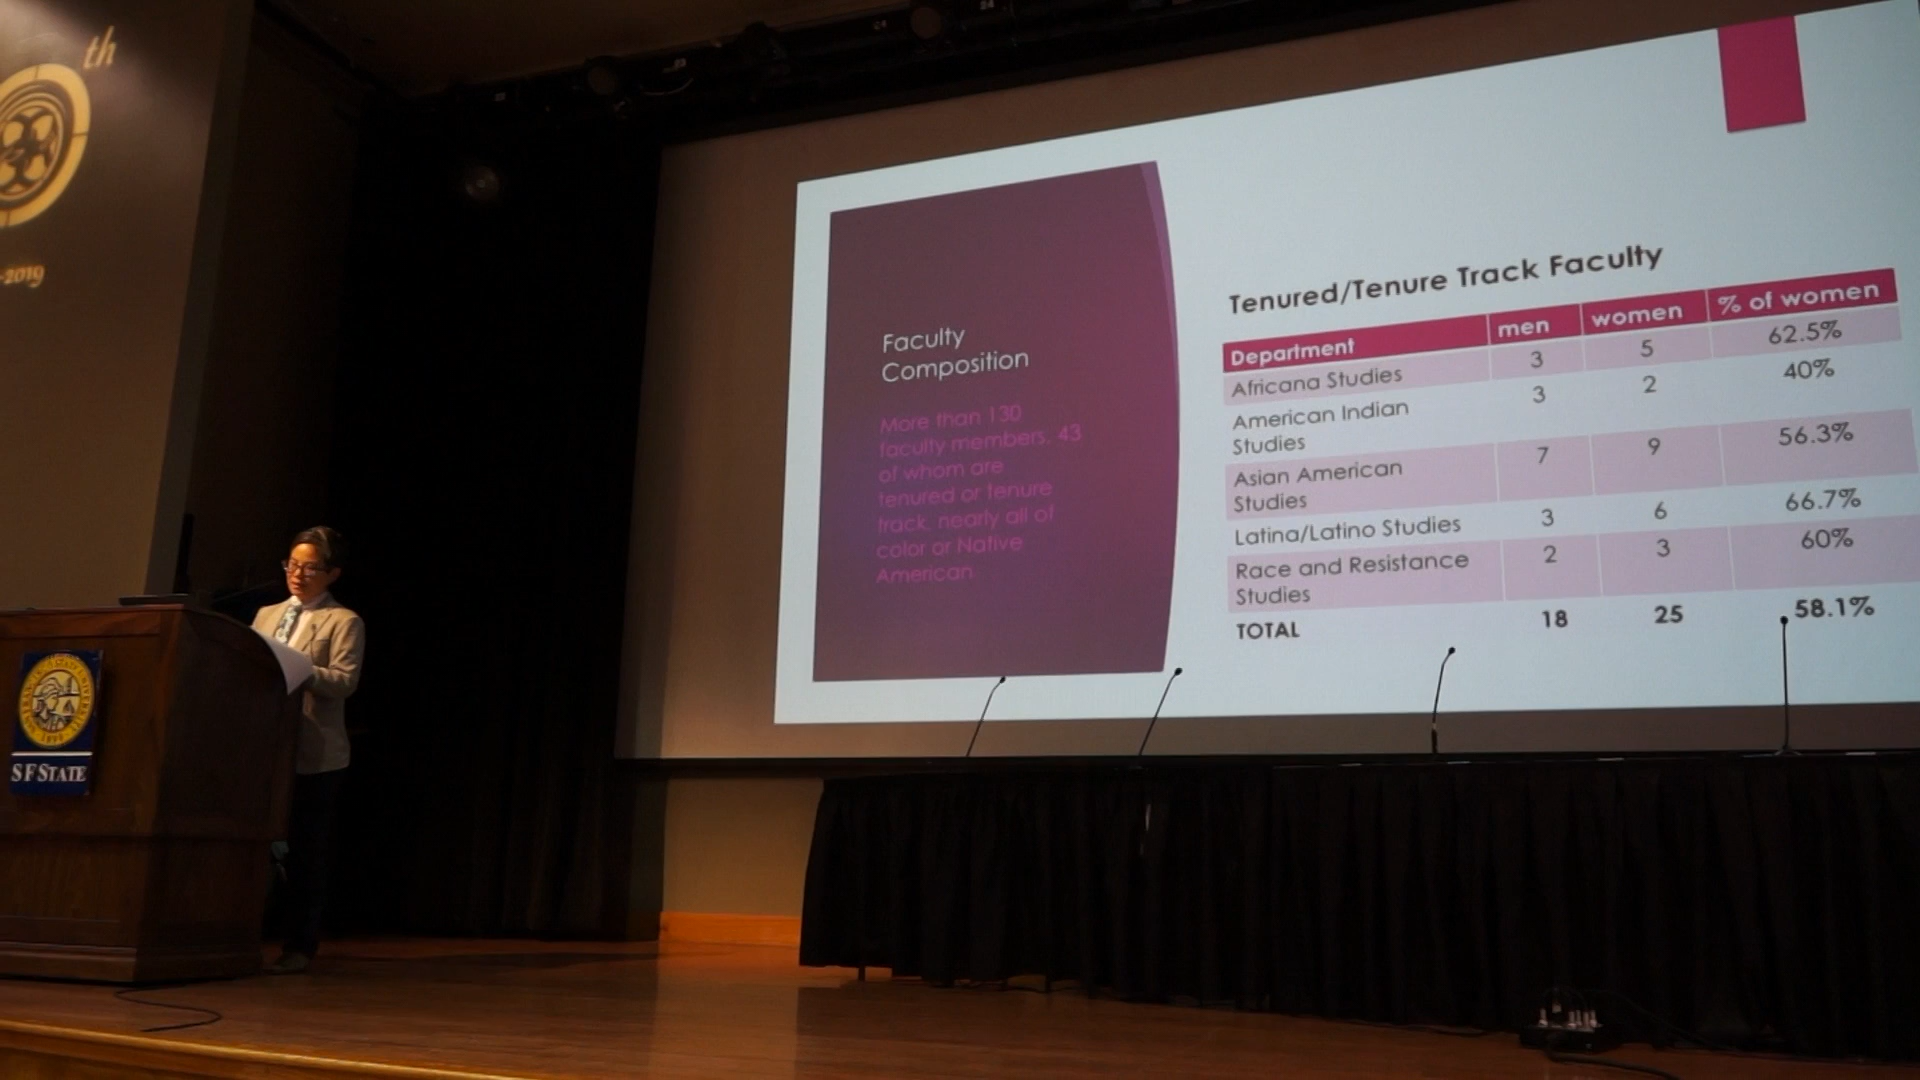 th
-2019
SF STATE
Faculty
Composition
More than 130
faculty members, 43
of whom are
tenured or tenure
track, nearly all of
color or Native
American
Tenured/Tenure Track Faculty
Department men women % of women
Africana Studies 3 5 62.5%
American Indian
Studies 3 2 40%
Asian American
Studies 7 9 56.3%
Latina/Latino Studies 3 6 66.7%
Race and Resistance
Studies 2 3 60%
TOTAL 18 25 58.1%